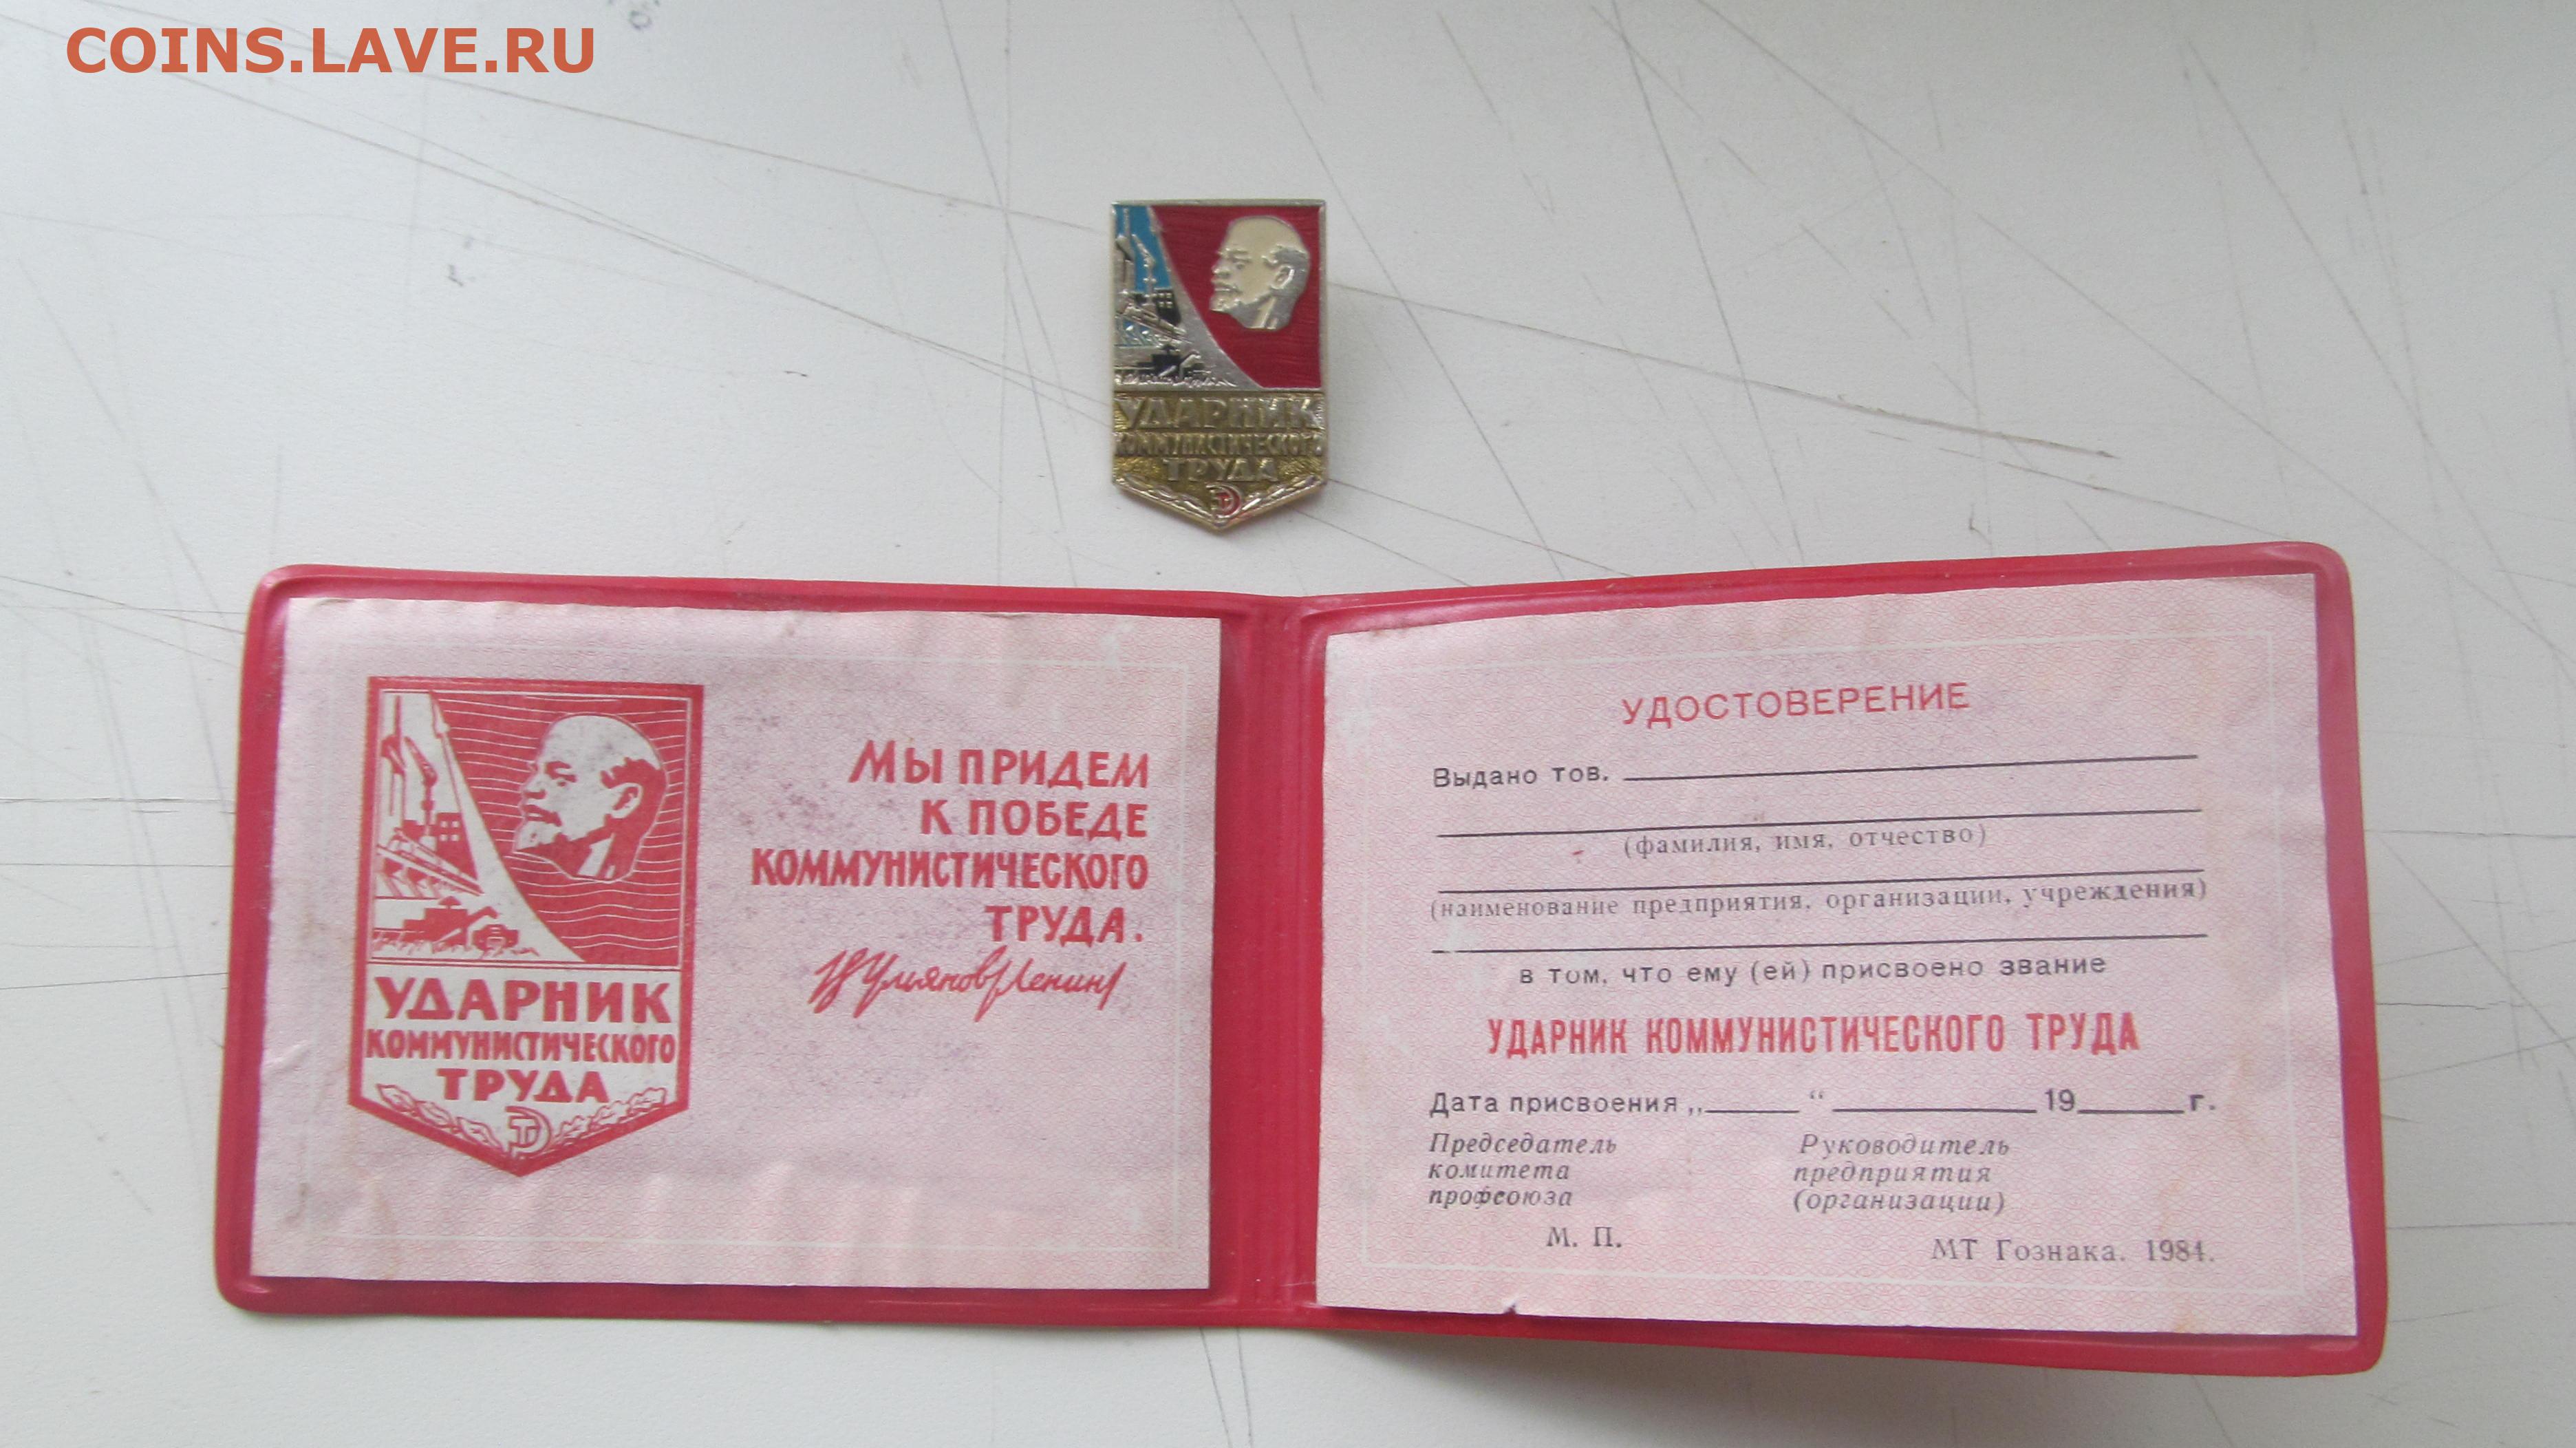 COINS.LAVE.RU
УДАРНИК
КОММУНИСТИЧЕСКОГО
ТРУДА
МЫ ПРИДЕМ
К ПОБЕДЕ
КОММУНИСТИЧЕСКОГО
ТРУДА.
В Ульянов (Ленин)
УДАРНИК
КОММУНИСТИЧЕСКОГО
ТРУДА
УДОСТОВЕРЕНИЕ
Выдано тов.
(фамилия, имя, отчество)
(наименование предприятия, организации, учреждения)
в том, что ему (ей) присвоено звание
УДАРНИК КОММУНИСТИЧЕСКОГО ТРУДА
Дата присвоения „ “ 19 г.
Председатель
комитета
профсоюза
Руководитель
предприятия
(организации)
М. П.
МТ Гознака. 1984.